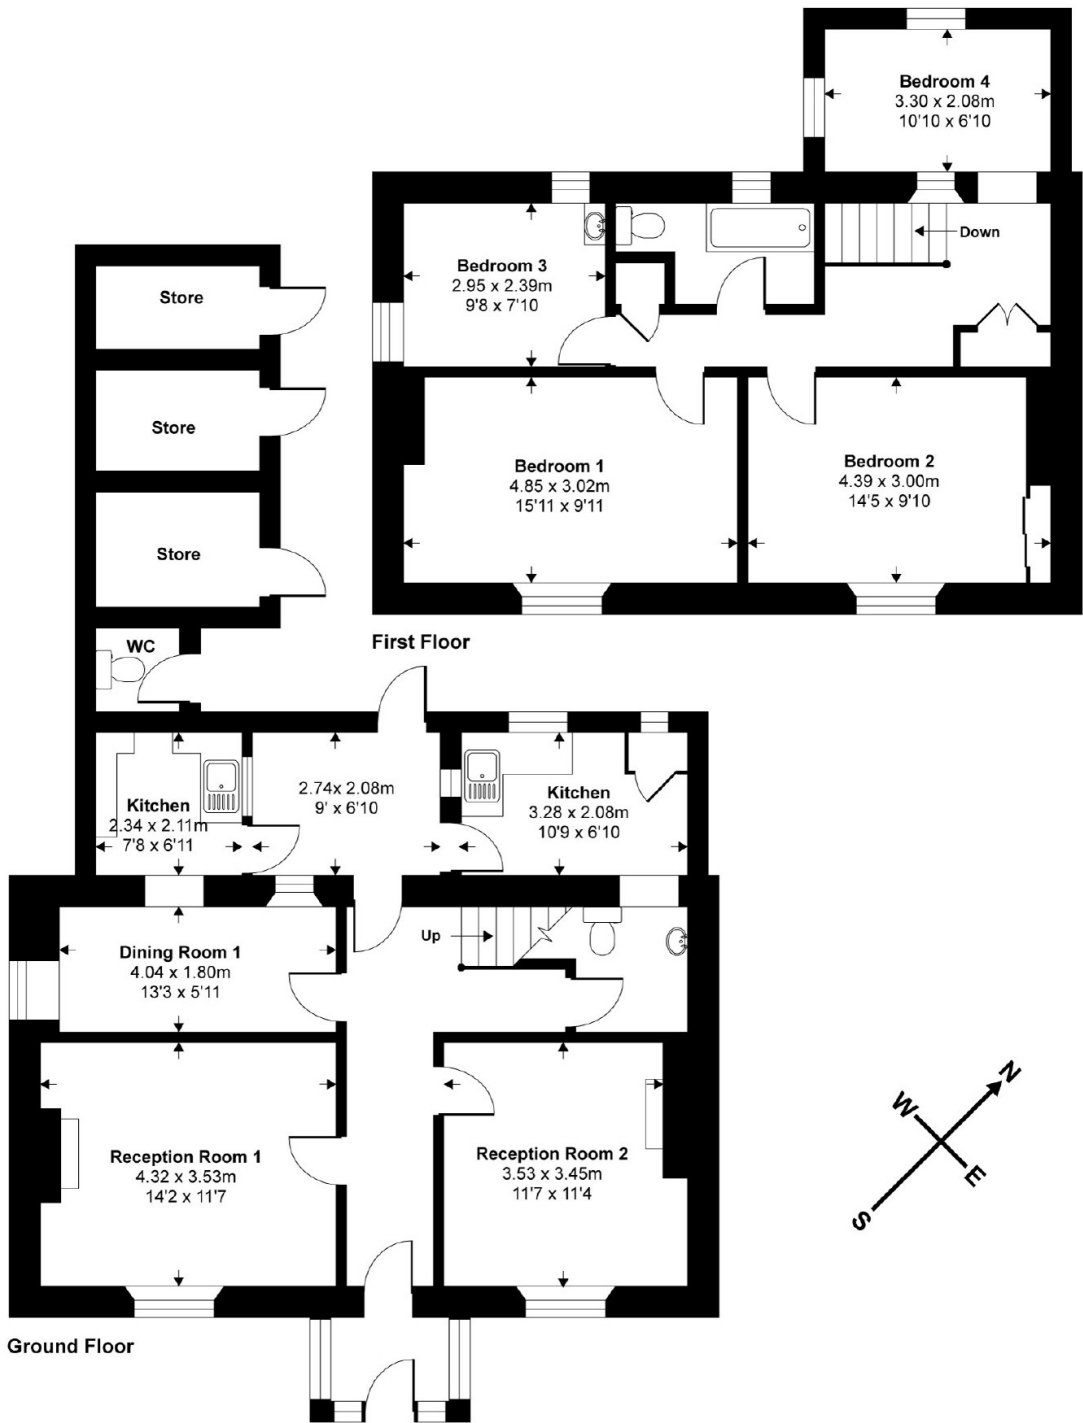 Bedroom 4
3.30 x 2.08m
10'10 x 6'10
Down
Bedroom 3
2.95 x 2.39m
9'8 x 7'10
Bedroom 1
4.85 x 3.02m
15'11 x 9'11
Bedroom 2
4.39 x 3.00m
14'5 x 9'10
First Floor
Store
Store
Store
WC
Kitchen
2.34 x 2.11m
7'8 x 6'11
2.74x 2.08m
9' x 6'10
Kitchen
3.28 x 2.08m
10'9 x 6'10
Dining Room 1
4.04 x 1.80m
13'3 x 5'11
Up
Reception Room 1
4.32 x 3.53m
14'2 x 11'7
Reception Room 2
3.53 x 3.45m
11'7 x 11'4
Ground Floor
N
W
E
S